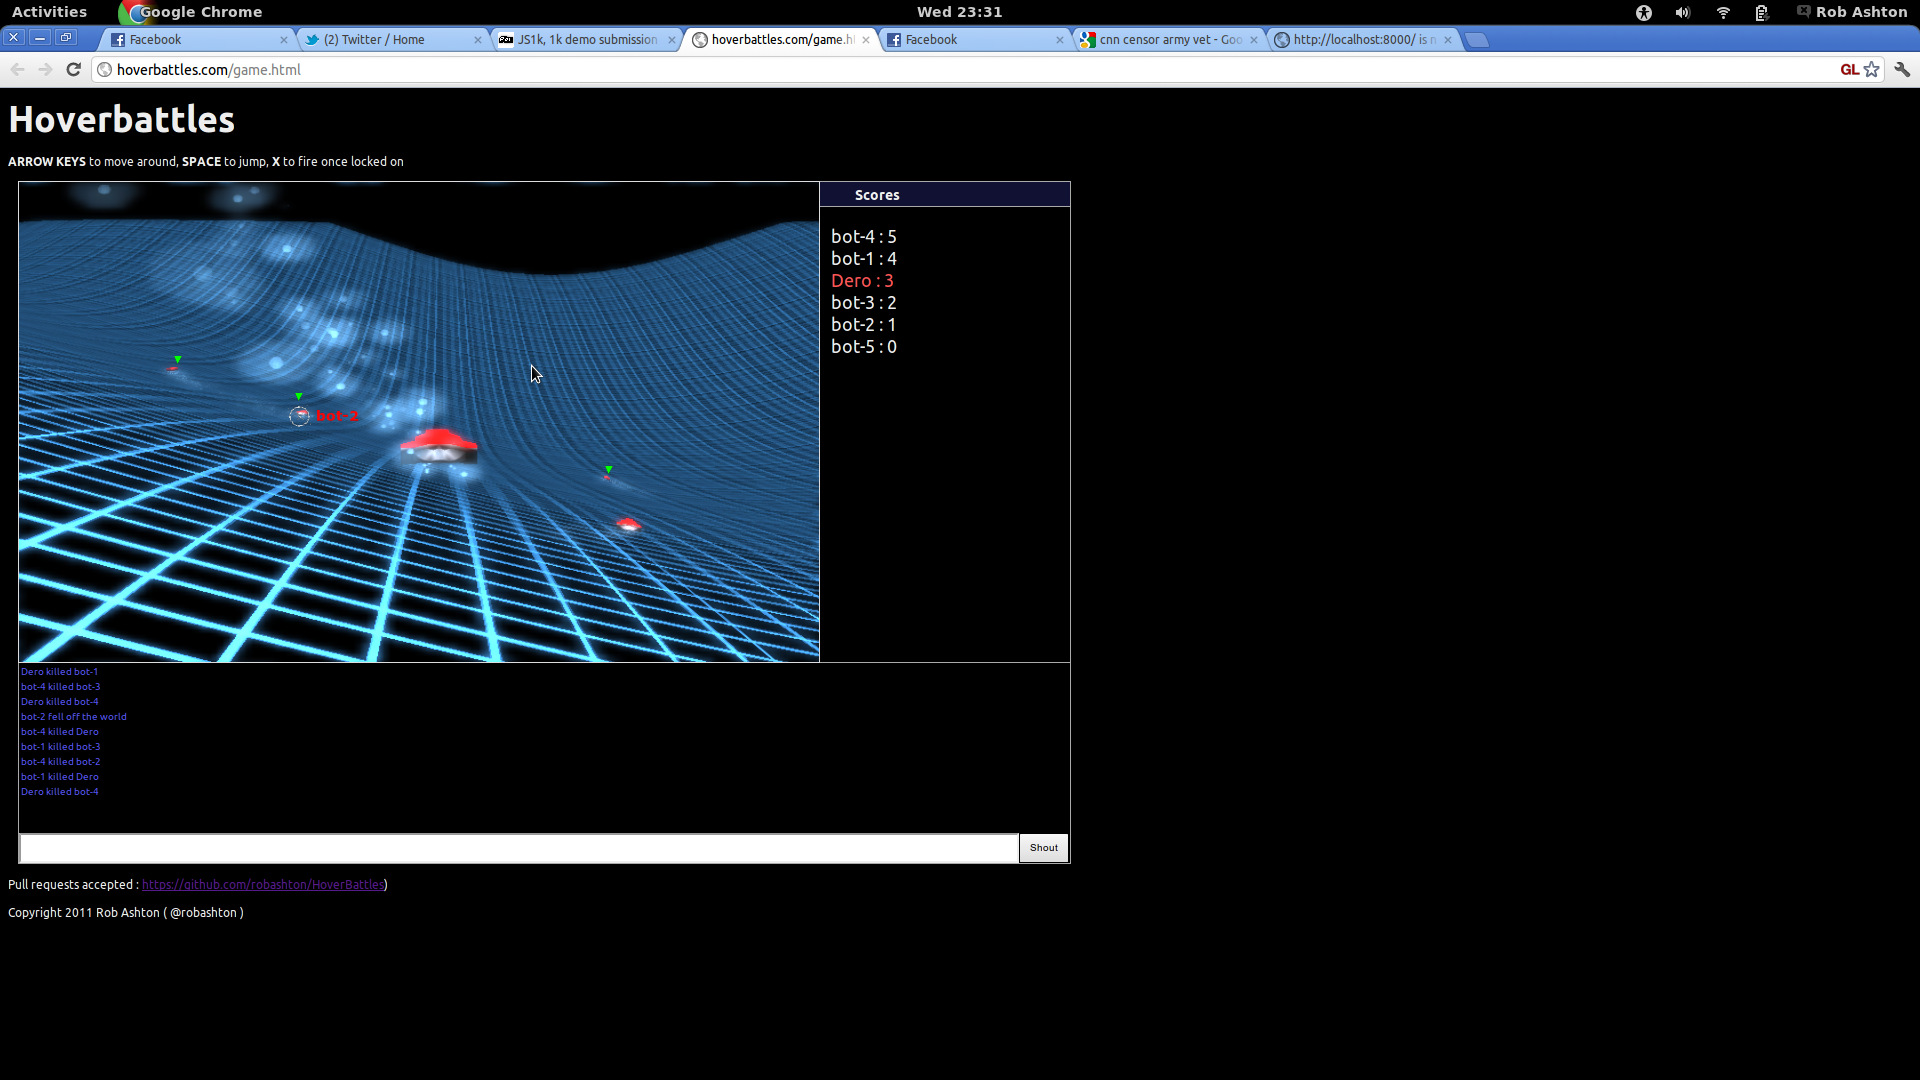 Activities Google Chrome Wed 23:31 Rob Ashton
Facebook (2) Twitter / Home JS1k, 1k demo submission hoverbattles.com/game.h Facebook cnn censor army vet - Goo http://localhost:8000/ is n
hoverbattles.com/game.html GL
Hoverbattles
ARROW KEYS to move around, SPACE to jump, X to fire once locked on
Scores
bot-4 : 5
bot-1 : 4
Dero : 3
bot-3 : 2
bot-2 : 1
bot-5 : 0
bot-2
Dero killed bot-1
bot-4 killed bot-3
Dero killed bot-4
bot-2 fell off the world
bot-4 killed Dero
bot-1 killed bot-3
bot-4 killed bot-2
bot-1 killed Dero
Dero killed bot-4
Shout
Pull requests accepted : https://github.com/robashton/HoverBattles)
Copyright 2011 Rob Ashton ( @robashton )